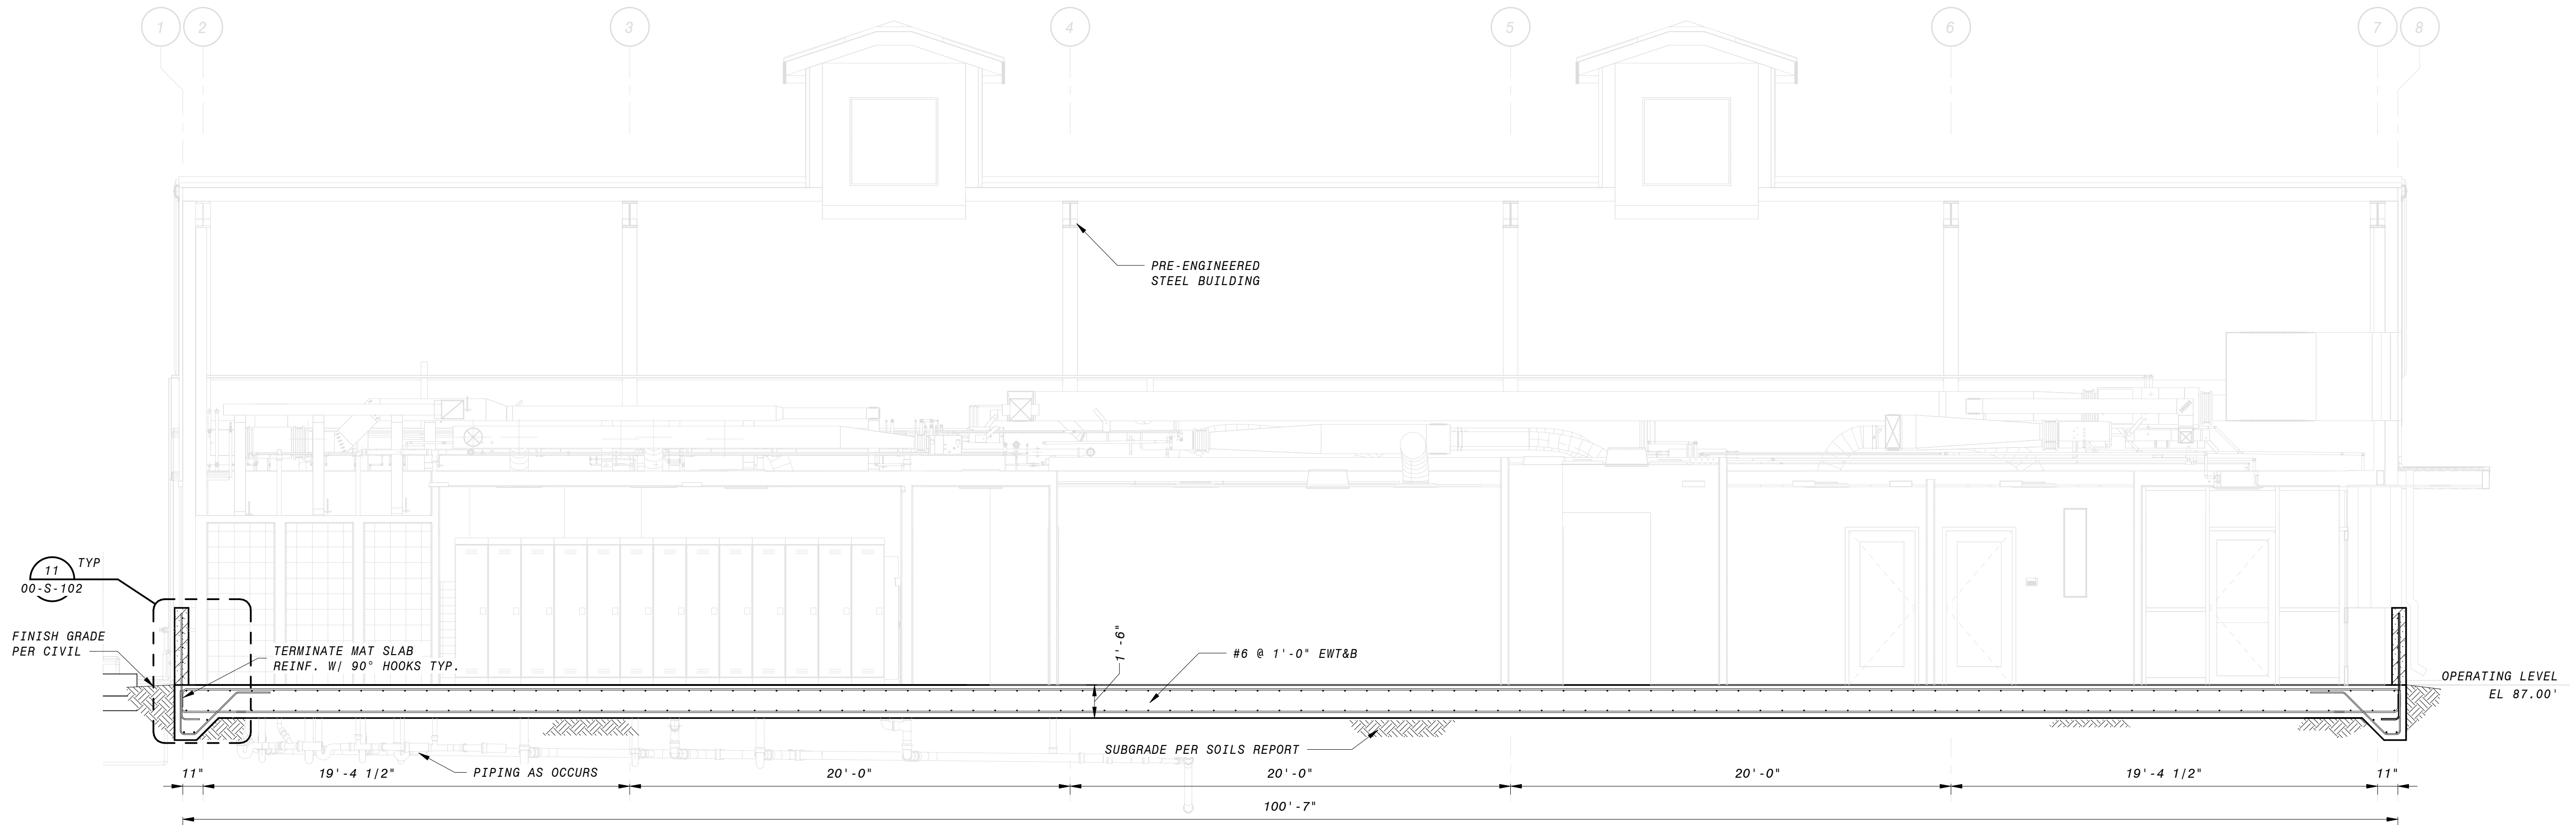 1
2
3
4
5
6
7
8
PRE-ENGINEERED
STEEL BUILDING
11
TYP
00-S-102
FINISH GRADE
PER CIVIL
TERMINATE MAT SLAB
REINF. W/ 90° HOOKS TYP.
1'-6"
#6 @ 1'-0" EWT&B
OPERATING LEVEL
EL 87.00'
SUBGRADE PER SOILS REPORT
PIPING AS OCCURS
11"
19'-4 1/2"
20'-0"
20'-0"
20'-0"
19'-4 1/2"
11"
100'-7"